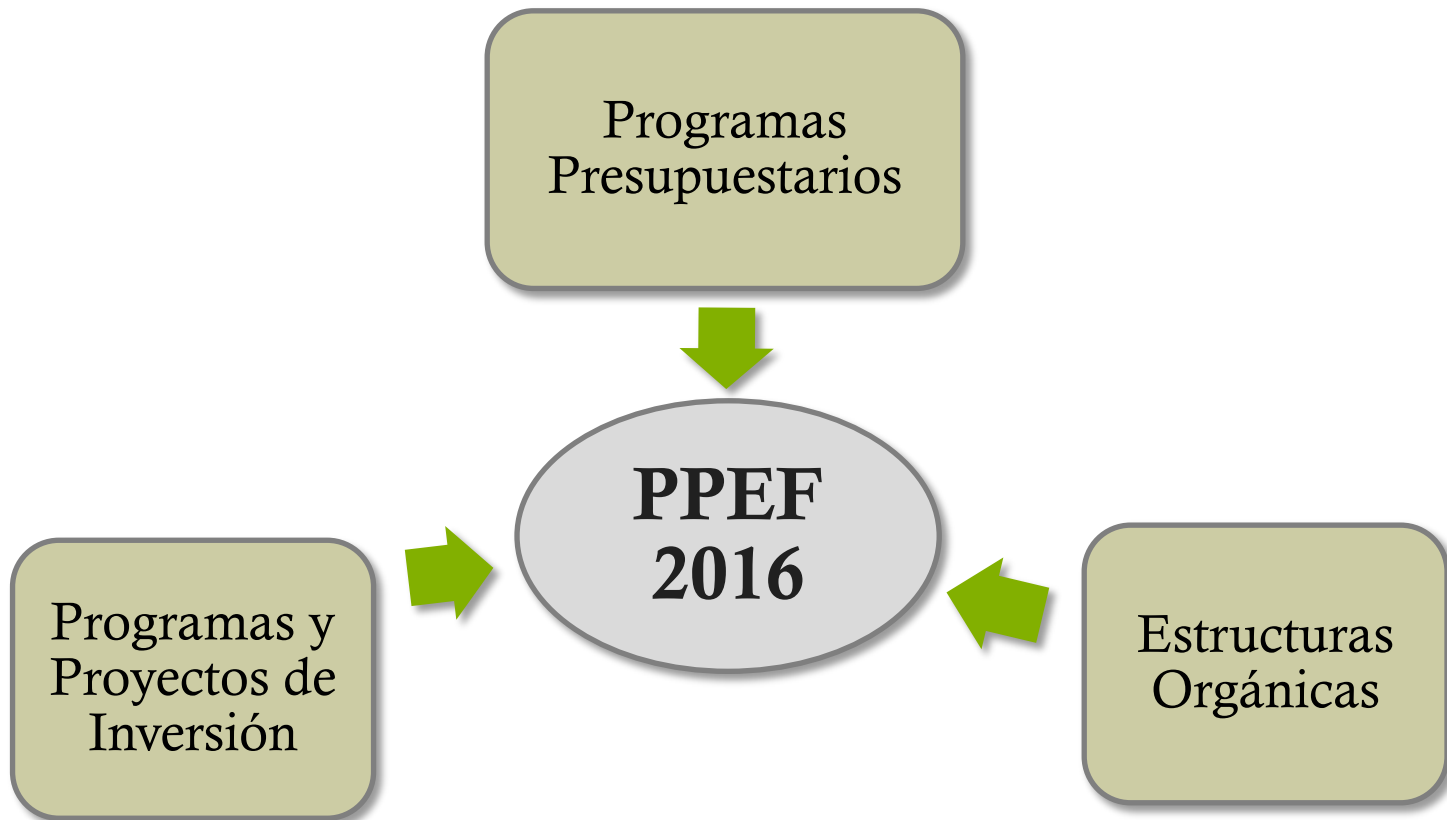 Programas
Presupuestarios
PPEF
2016
Programas y
Proyectos de
Inversión
Estructuras
Orgánicas